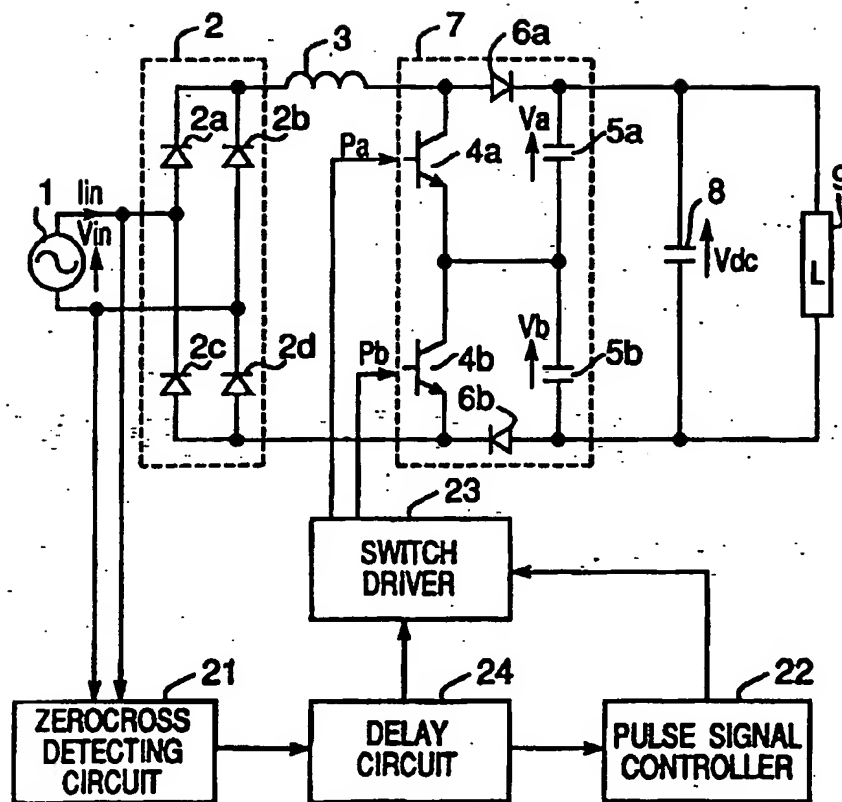 2
3
7
6a
2a
2b
Pa
4a
Va
5a
1
Iin
Vin
8
Vdc
9
L
2c
2d
Pb
4b
Vb
5b
6b
23
SWITCH
DRIVER
21
ZEROCROSS
DETECTING
CIRCUIT
24
DELAY
CIRCUIT
22
PULSE SIGNAL
CONTROLLER